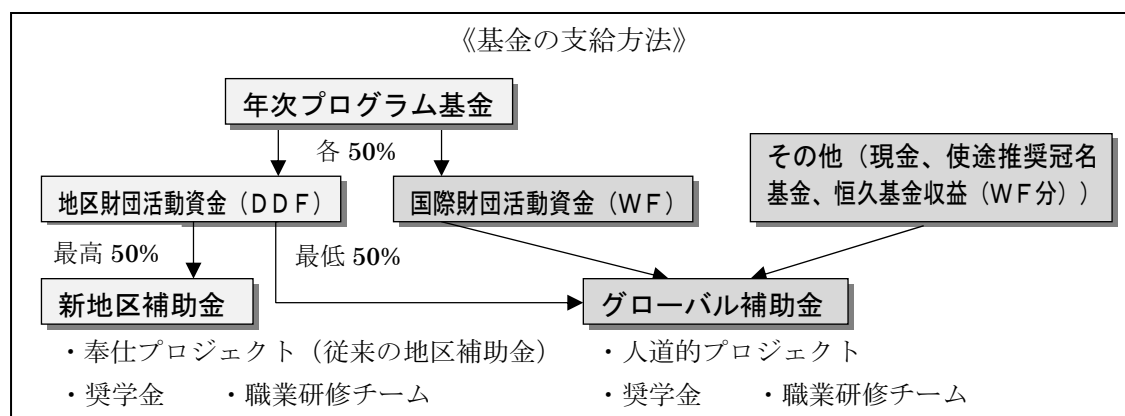 《基金の支給方法》
年次プログラム基金
各 50%
その他（現金、使途推奨冠名
基金、恒久基金収益（ＷＦ分））
地区財団活動資金（ＤＤＦ）
国際財団活動資金（ＷＦ）
最高 50%
最低 50%
新地区補助金
グローバル補助金
・奉仕プロジェクト（従来の地区補助金）
・奨学金 ・職業研修チーム
・人道的プロジェクト
・奨学金 ・職業研修チーム